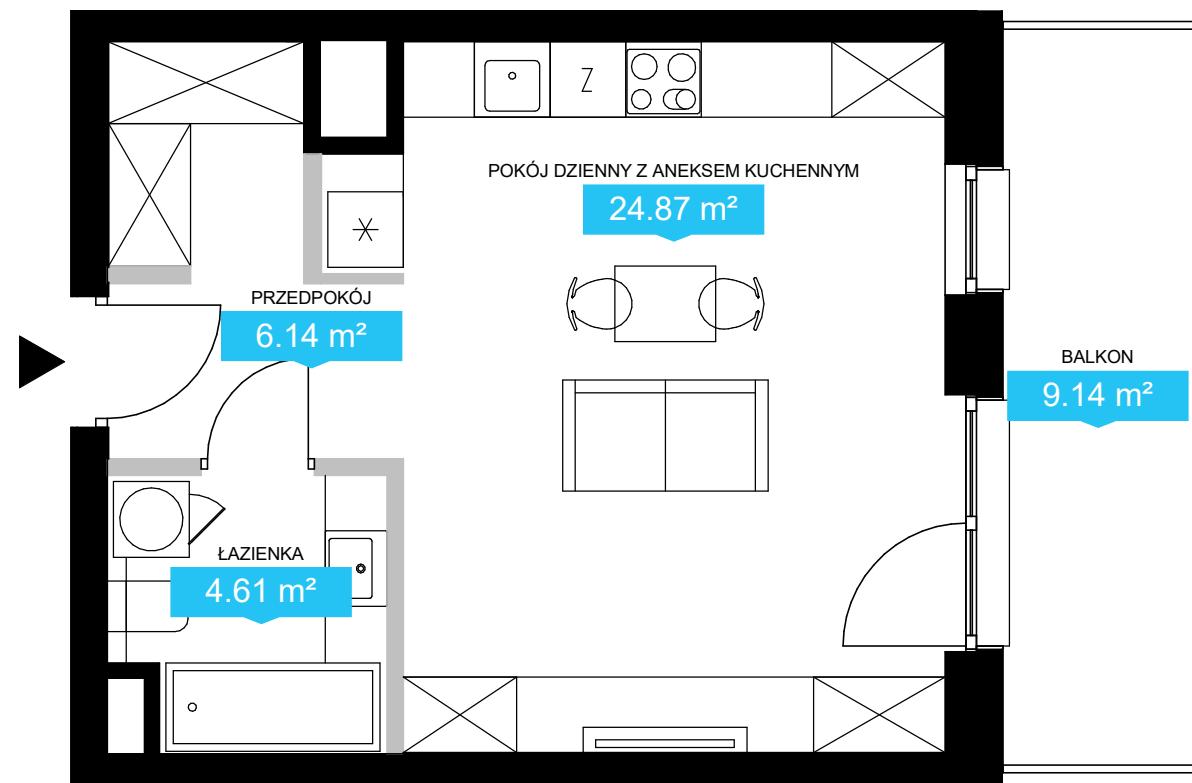 Z
POKÓJ DZIENNY Z ANEKSEM KUCHENNYM
24.87 m²
PRZEDPOKÓJ
6.14 m²
BALKON
9.14 m²
ŁAZIENKA
4.61 m²